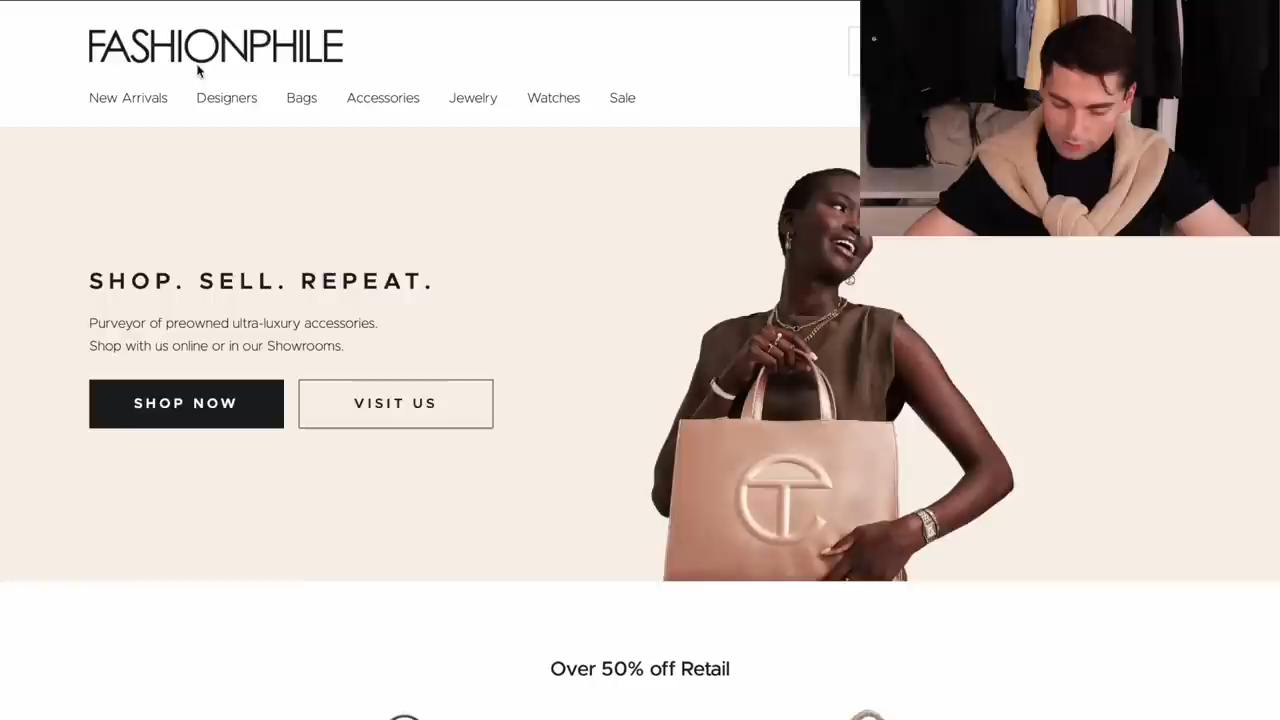 FASHIONPHILE
New Arrivals Designers Bags Accessories Jewelry Watches Sale
SHOP. SELL. REPEAT.
Purveyor of preowned ultra-luxury accessories.
Shop with us online or in our Showrooms.
SHOP NOW VISIT US
Over 50% off Retail